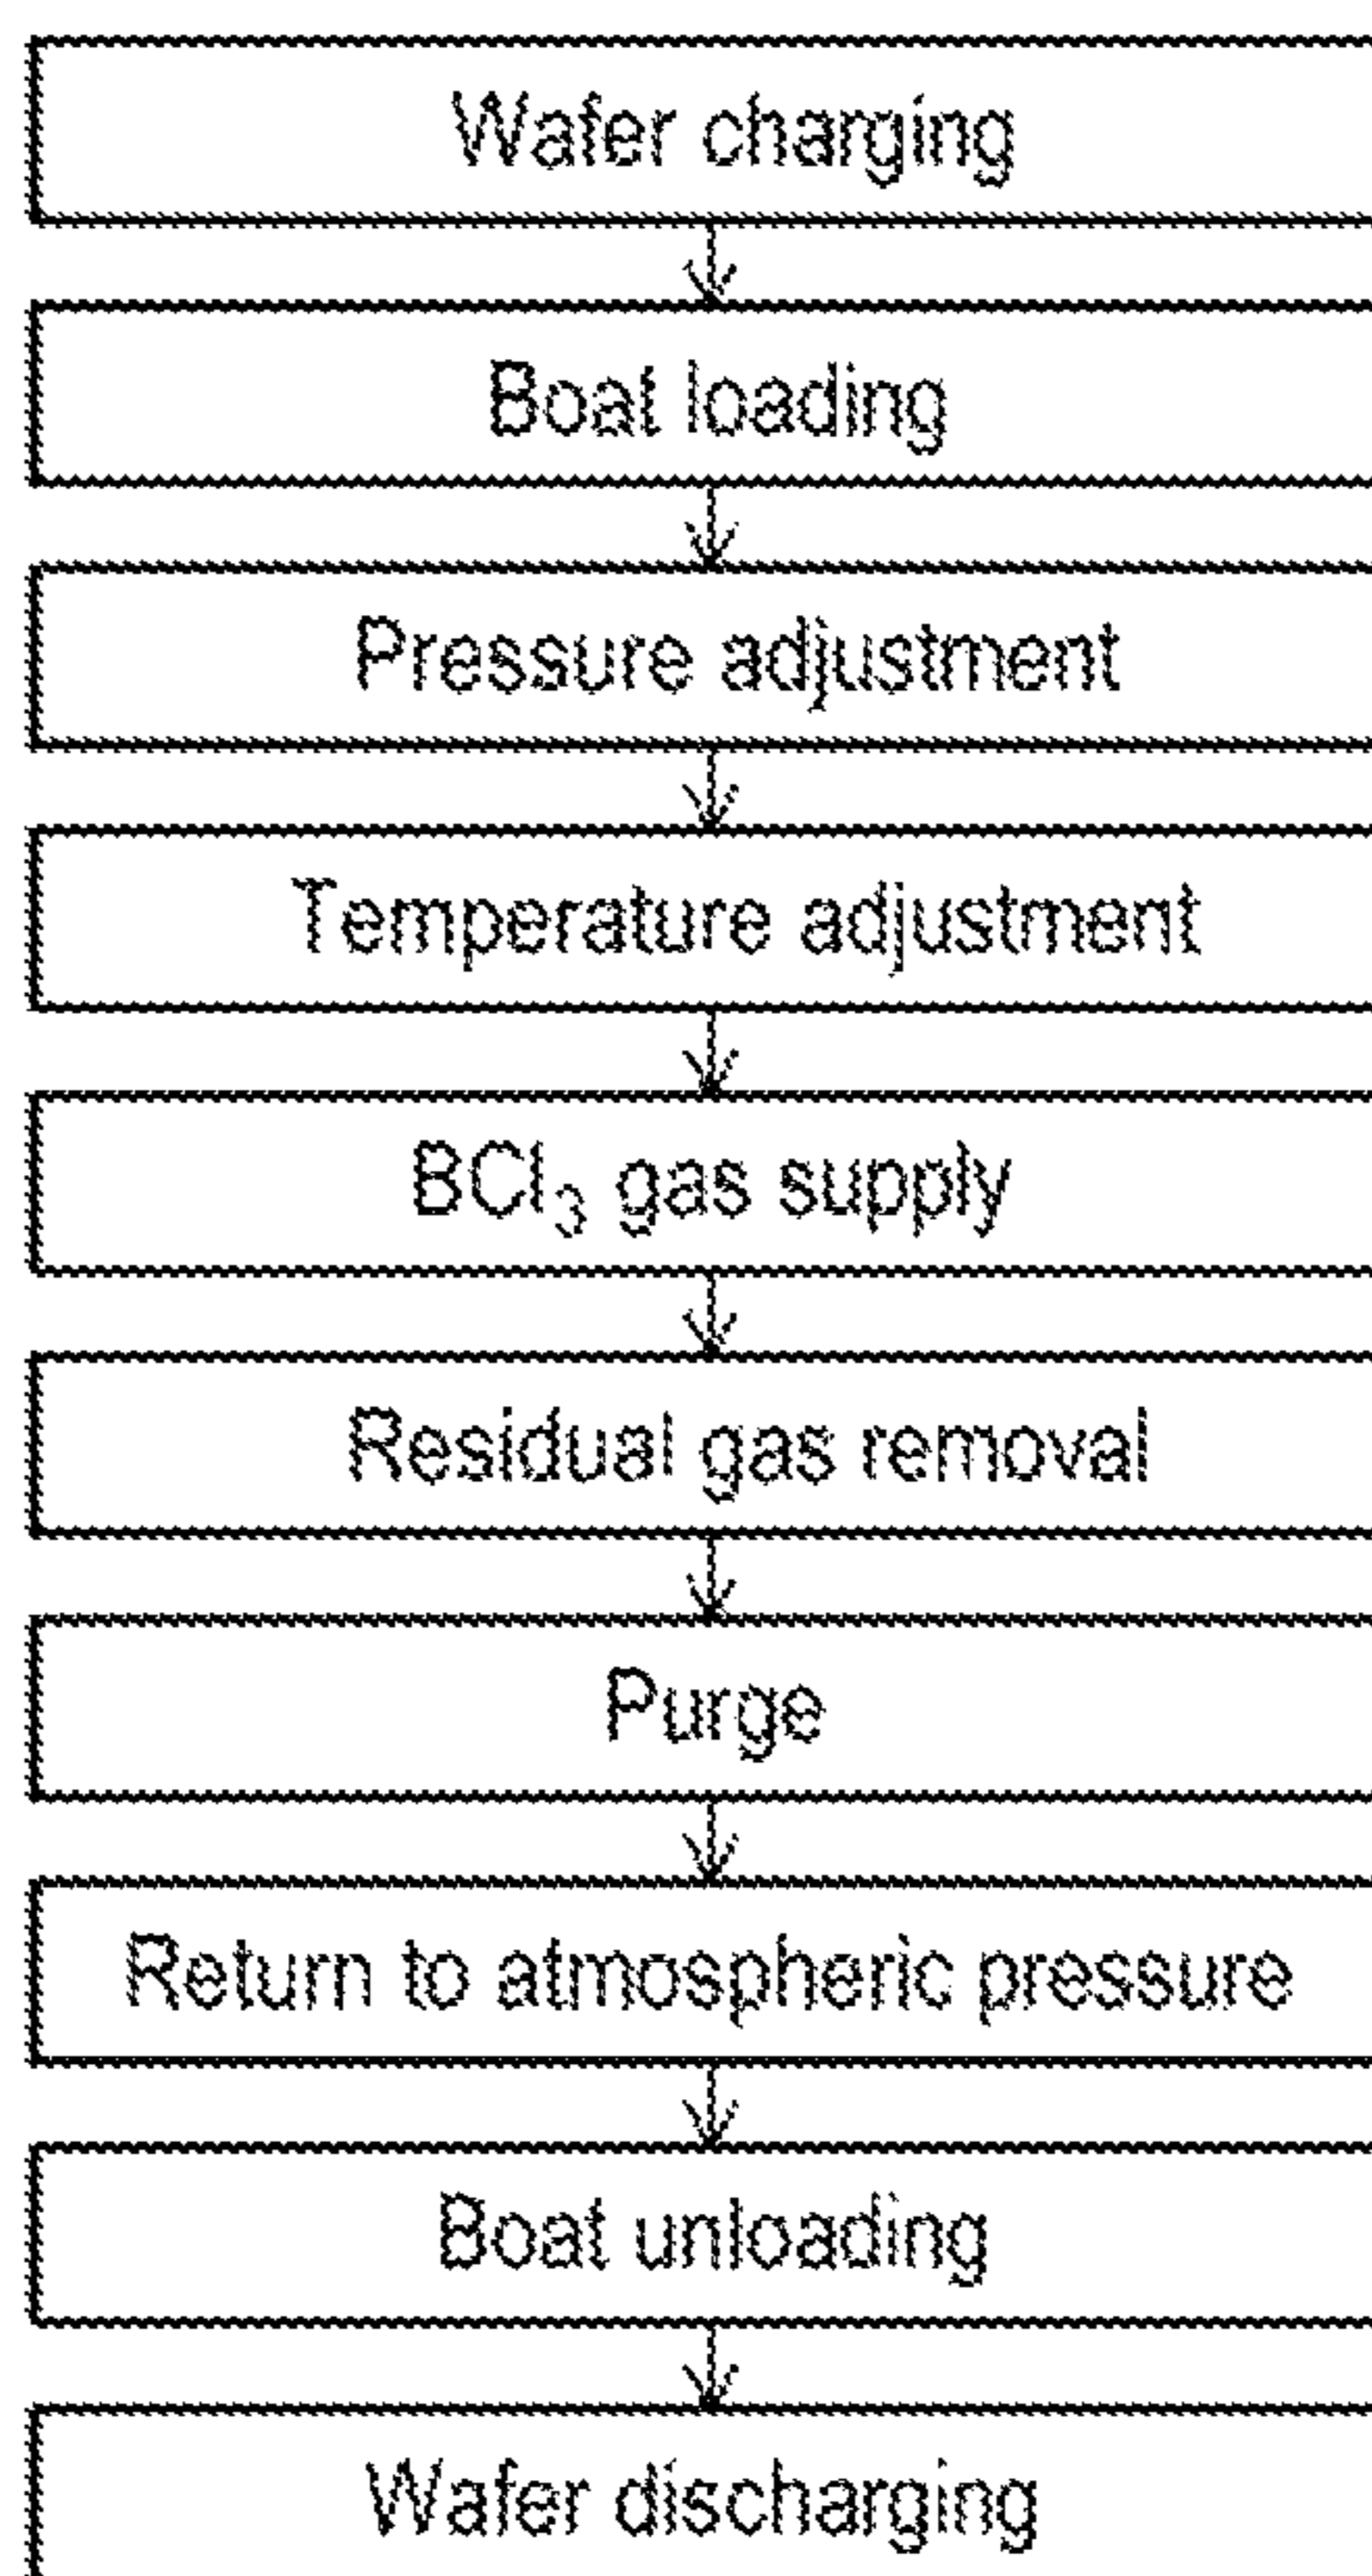 Wafer charging
Boat loading
Pressure adjustment
Temperature adjustment
BCl₃ gas supply
Residual gas removal
Purge
Return to atmospheric pressure
Boat unloading
Wafer discharging